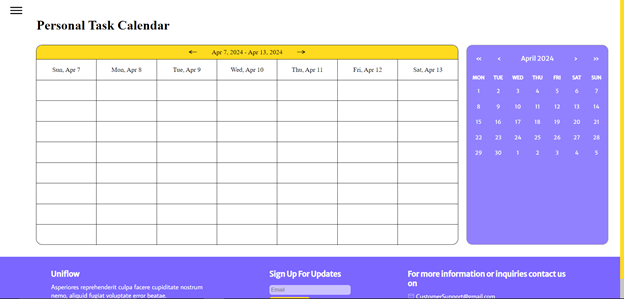 Personal Task Calendar
Apr 7, 2024 - Apr 13, 2024
Sun, Apr 7 Mon, Apr 8 Tue, Apr 9 Wed, Apr 10 Thu, Apr 11 Fri, Apr 12 Sat, Apr 13
« ‹ April 2024 › »
MON TUE WED THU FRI SAT SUN
1 2 3 4 5 6 7
8 9 10 11 12 13 14
15 16 17 18 19 20 21
22 23 24 25 26 27 28
29 30 1 2 3 4 5
Uniflow
Asperiores reprehenderit culpa facere cupiditate nostrum
nemo, aliquid fugiat voluptate error beatae.
Sign Up For Updates
Email
For more information or inquiries contact us
on
CustomerSupport@email.com